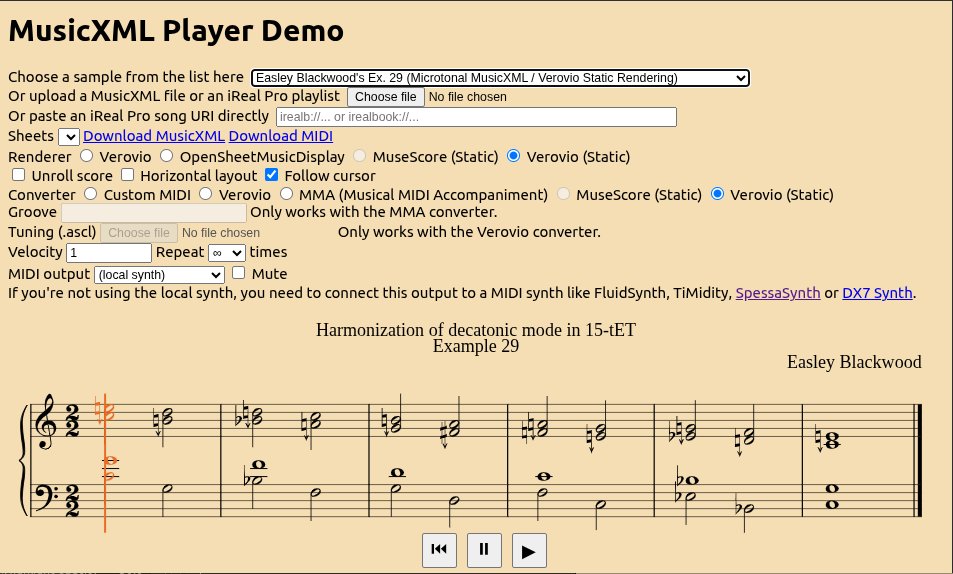 MusicXML Player Demo
Choose a sample from the list here Easley Blackwood's Ex. 29 (Microtonal MusicXML / Verovio Static Rendering)
Or upload a MusicXML file or an iReal Pro playlist Choose file No file chosen
Or paste an iReal Pro song URI directly irealb://... or irealbook://...
Sheets Download MusicXML Download MIDI
Renderer Verovio OpenSheetMusicDisplay MuseScore (Static) Verovio (Static)
Unroll score Horizontal layout Follow cursor
Converter Custom MIDI Verovio MMA (Musical MIDI Accompaniment) MuseScore (Static) Verovio (Static)
Groove Only works with the MMA converter.
Tuning (.ascl) Choose file No file chosen Only works with the Verovio converter.
Velocity 1 Repeat ∞ times
MIDI output (local synth) Mute
If you're not using the local synth, you need to connect this output to a MIDI synth like FluidSynth, TiMidity, SpessaSynth or DX7 Synth.
Harmonization of decatonic mode in 15-tET
Example 29
Easley Blackwood